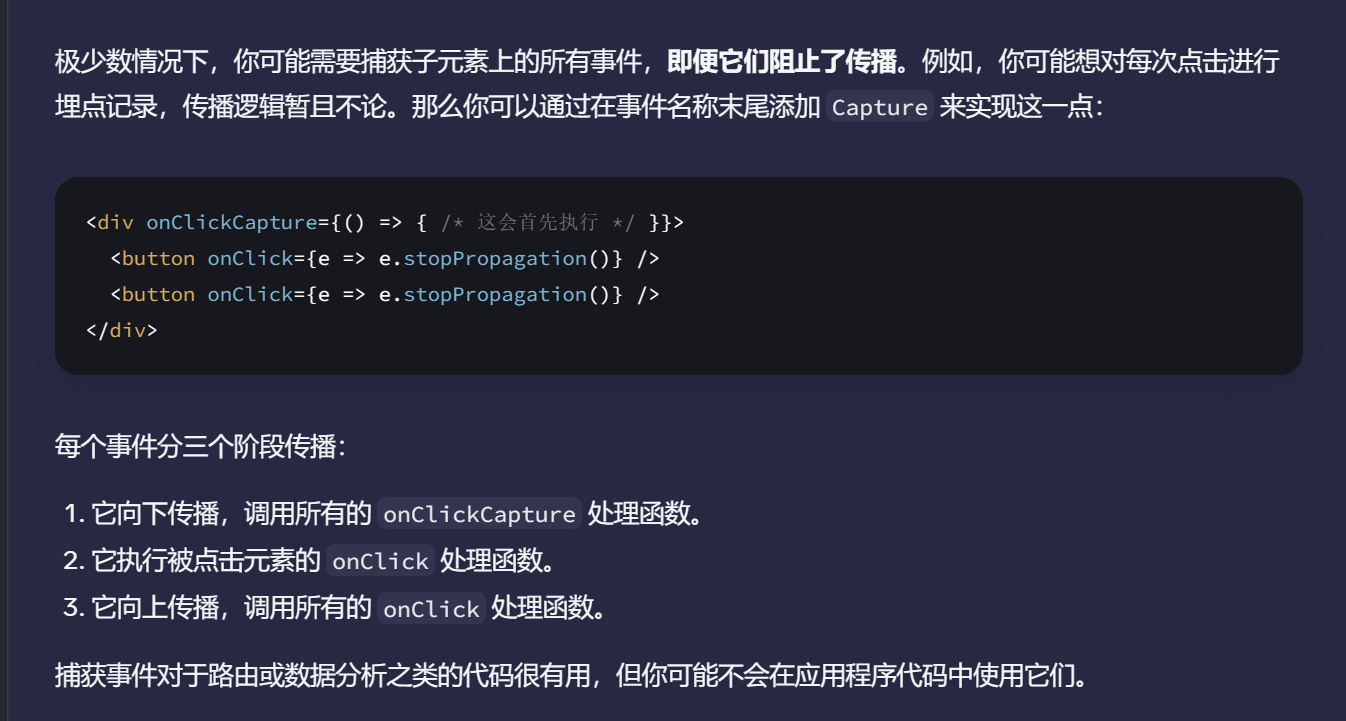 极少数情况下，你可能需要捕获子元素上的所有事件，即便它们阻止了传播。例如，你可能想对每次点击进行
埋点记录，传播逻辑暂且不论。那么你可以通过在事件名称末尾添加 Capture 来实现这一点：
<div onClickCapture={() => { /* 这会首先执行 */ }}>
  <button onClick={e => e.stopPropagation()} />
  <button onClick={e => e.stopPropagation()} />
</div>
每个事件分三个阶段传播：
1. 它向下传播，调用所有的 onClickCapture 处理函数。
2. 它执行被点击元素的 onClick 处理函数。
3. 它向上传播，调用所有的 onClick 处理函数。
捕获事件对于路由或数据分析之类的代码很有用，但你可能不会在应用程序代码中使用它们。